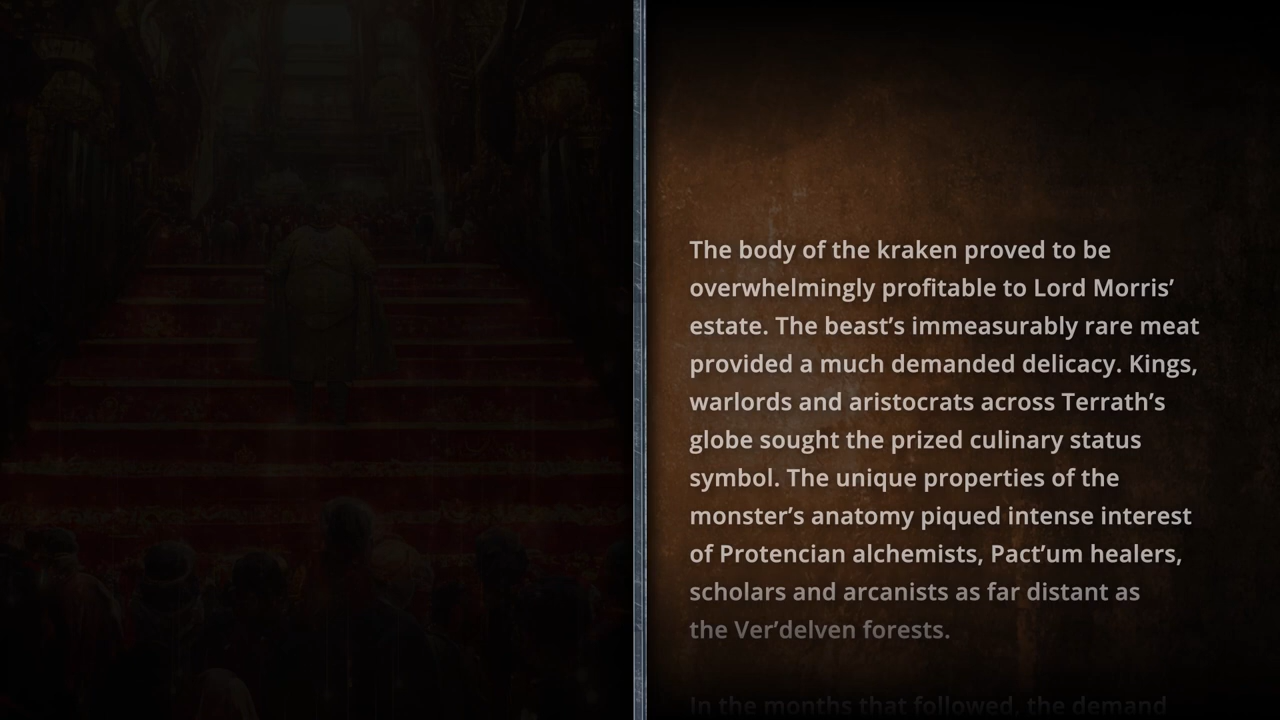 The body of the kraken proved to be
overwhelmingly profitable to Lord Morris’
estate. The beast’s immeasurably rare meat
provided a much demanded delicacy. Kings,
warlords and aristocrats across Terrath’s
globe sought the prized culinary status
symbol. The unique properties of the
monster’s anatomy piqued intense interest
of Protencian alchemists, Pact’um healers,
scholars and arcanists as far distant as
the Ver’delven forests.
In the months that followed, the demand